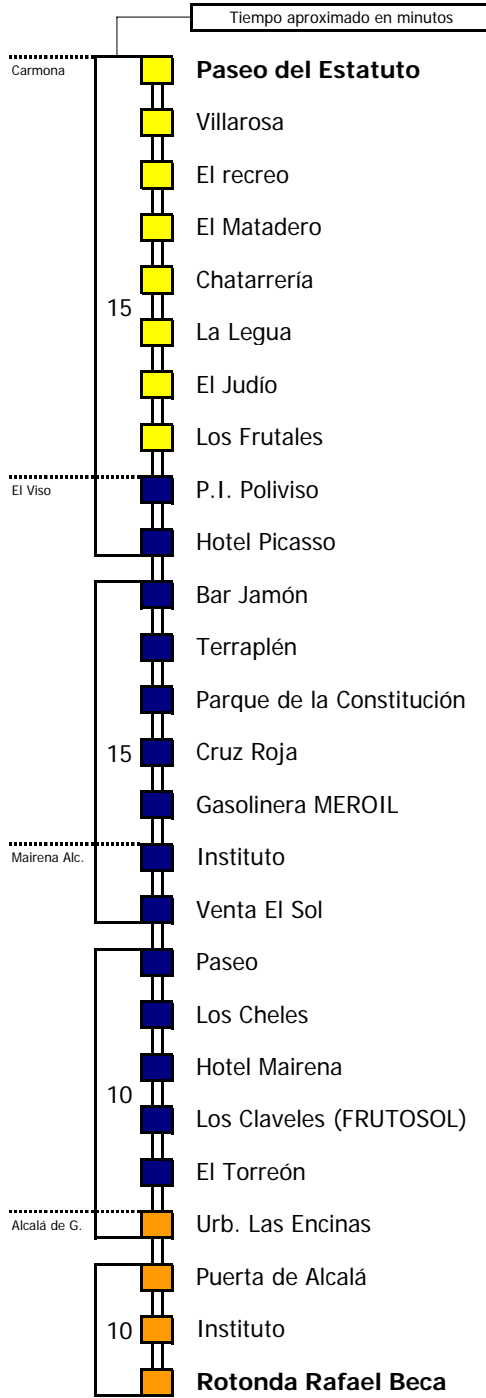 Tiempo aproximado en minutos
Carmona
Paseo del Estatuto
Villarosa
El recreo
El Matadero
Chatarrería
15
La Legua
El Judío
Los Frutales
El Viso
P.I. Poliviso
Hotel Picasso
Bar Jamón
Terraplén
Parque de la Constitución
15
Cruz Roja
Gasolinera MEROIL
Mairena Alc.
Instituto
Venta El Sol
Paseo
Los Cheles
Hotel Mairena
10
Los Claveles (FRUTOSOL)
El Torreón
Alcalá de G.
Urb. Las Encinas
Puerta de Alcalá
10
Instituto
Rotonda Rafael Beca